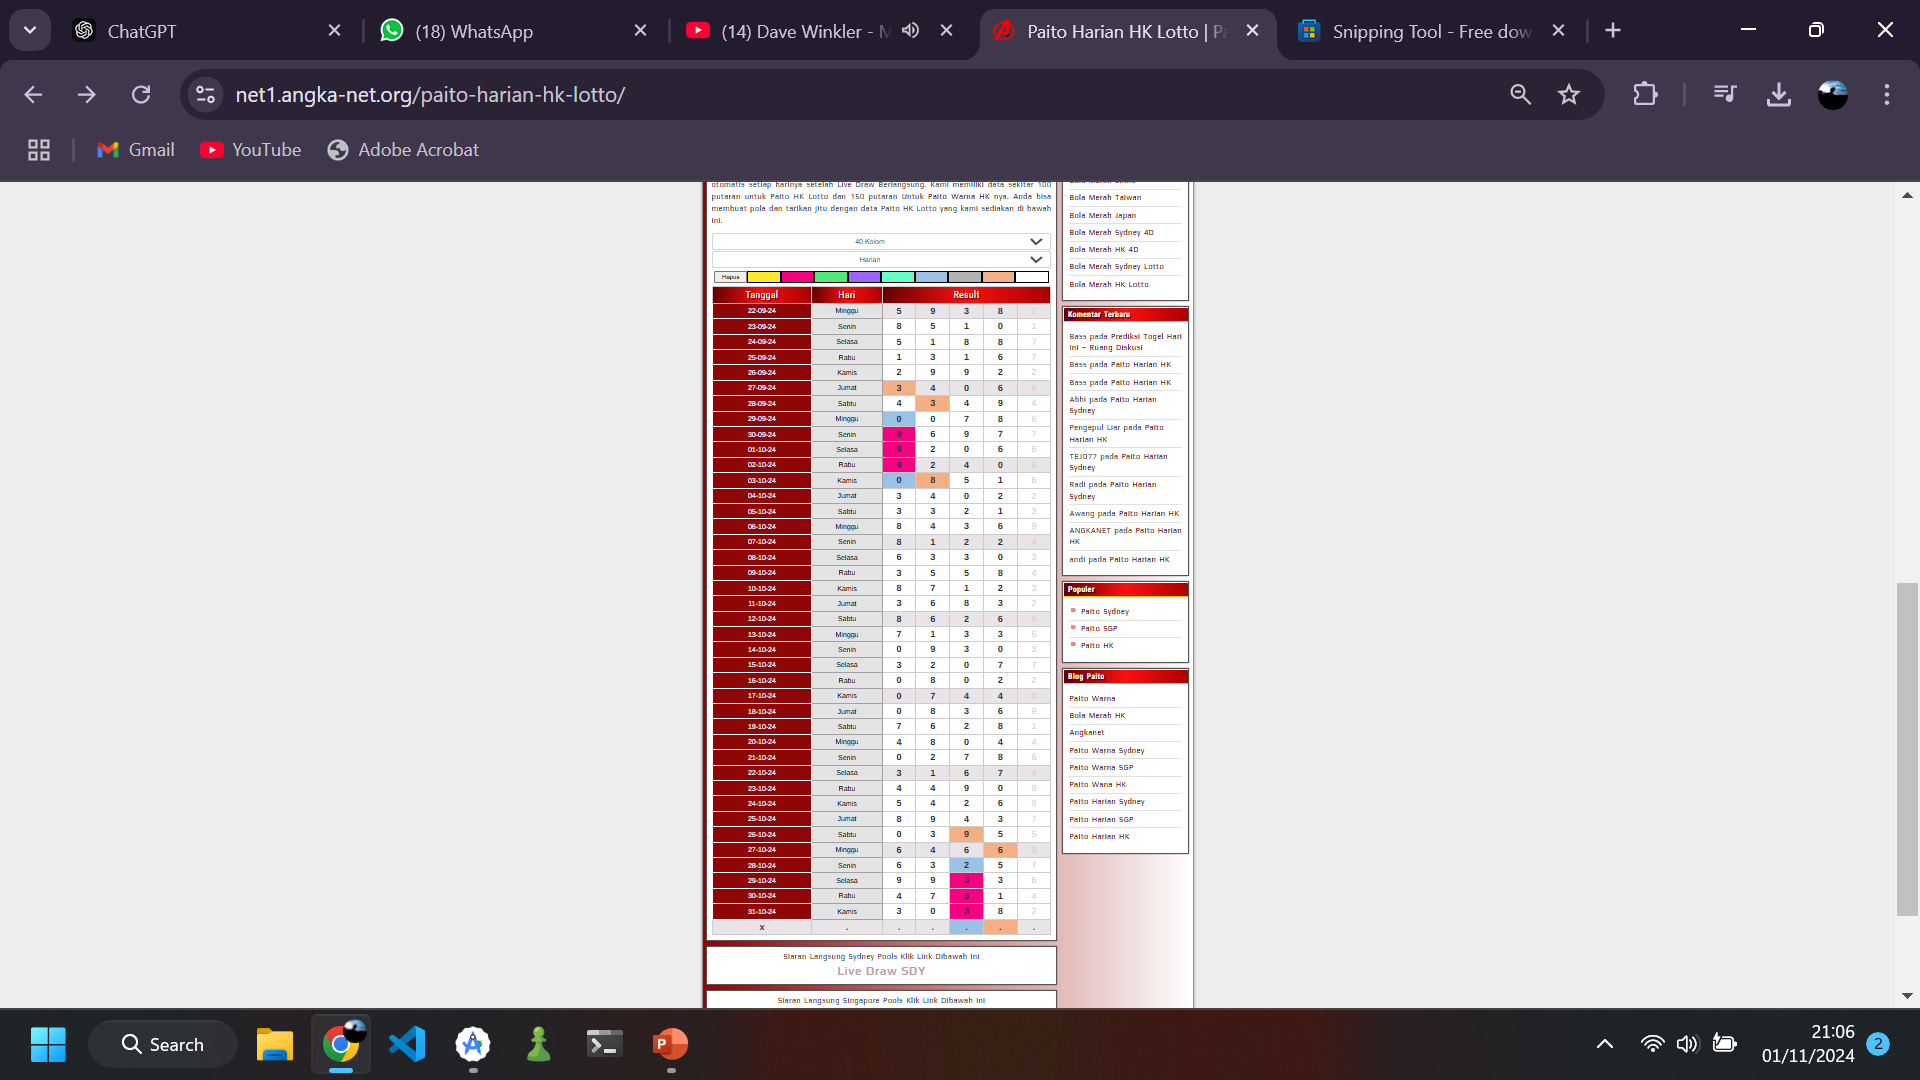 ChatGPT
(18) WhatsApp
(14) Dave Winkler - M
Paito Harian HK Lotto | Pa
Snipping Tool - Free dow
net1.angka-net.org/paito-harian-hk-lotto/
Gmail
YouTube
Adobe Acrobat
otomatis setiap harinya setelah Live Draw Berlangsung. Kami memiliki data sekitar 100
putaran untuk Paito HK Lotto dan 150 putaran Untuk Paito Warna HK nya. Anda bisa
membuat pola dan tarikan jitu dengan data Paito HK Lotto yang kami sediakan di bawah
ini.
40 Kolom
Harian
Hapus
Tanggal Hari Result
22-09-24 Minggu 5 9 3 8 2
23-09-24 Senin 8 5 1 0 1
24-09-24 Selasa 5 1 8 8 7
25-09-24 Rabu 1 3 1 6 7
26-09-24 Kamis 2 9 9 2 2
27-09-24 Jumat 3 4 0 6
28-09-24 Sabtu 4 3 4 9 4
29-09-24 Minggu 0 0 7 8 6
30-09-24 Senin 9 6 9 7 7
01-10-24 Selasa 9 2 0 6 6
02-10-24 Rabu 9 2 4 0 4
03-10-24 Kamis 0 8 5 1 6
04-10-24 Jumat 3 4 0 2 2
05-10-24 Sabtu 3 3 2 1 3
06-10-24 Minggu 8 4 3 6 9
07-10-24 Senin 8 1 2 2 4
08-10-24 Selasa 6 3 3 0 3
09-10-24 Rabu 3 5 5 8 4
10-10-24 Kamis 8 7 1 2 3
11-10-24 Jumat 3 6 8 3 2
12-10-24 Sabtu 8 6 2 6
13-10-24 Minggu 7 1 3 3 6
14-10-24 Senin 0 9 3 0 3
15-10-24 Selasa 3 2 0 7 7
16-10-24 Rabu 0 8 0 2 2
17-10-24 Kamis 0 7 4 4
18-10-24 Jumat 0 8 3 6 9
19-10-24 Sabtu 7 6 2 8 1
20-10-24 Minggu 4 8 0 4 4
21-10-24 Senin 0 2 7 8 6
22-10-24 Selasa 3 1 6 7 4
23-10-24 Rabu 4 4 9 0 9
24-10-24 Kamis 5 4 2 6 8
25-10-24 Jumat 8 9 4 3 7
26-10-24 Sabtu 0 3 9 5 5
27-10-24 Minggu 6 4 6 6 3
28-10-24 Senin 6 3 2 5 7
29-10-24 Selasa 9 9 3 3 6
30-10-24 Rabu 4 7 3 1 4
31-10-24 Kamis 3 0 3 8 2
x . . . . . .
Siaran Langsung Sydney Pools Klik Link Dibawah Ini
Live Draw SDY
Siaran Langsung Singapore Pools Klik Link Dibawah Ini
Bola Merah Taiwan
Bola Merah Japan
Bola Merah Sydney 4D
Bola Merah HK 4D
Bola Merah Sydney Lotto
Bola Merah HK Lotto
Komentar Terbaru
Bass pada Prediksi Togel Hari
Ini – Ruang Diskusi
Bass pada Paito Harian HK
Bass pada Paito Harian HK
Abhi pada Paito Harian
Sydney
Pengepul Liar pada Paito
Harian HK
TEJO77 pada Paito Harian
Sydney
Radi pada Paito Harian
Sydney
Awang pada Paito Harian HK
ANGKANET pada Paito Harian
HK
andi pada Paito Harian HK
Populer
Paito Sydney
Paito SGP
Paito HK
Blog Paito
Paito Warna
Bola Merah HK
Angkanet
Paito Warna Sydney
Paito Warna SGP
Paito Wana HK
Paito Harian Sydney
Paito Harian SGP
Paito Harian HK
Search
21:06
01/11/2024
2